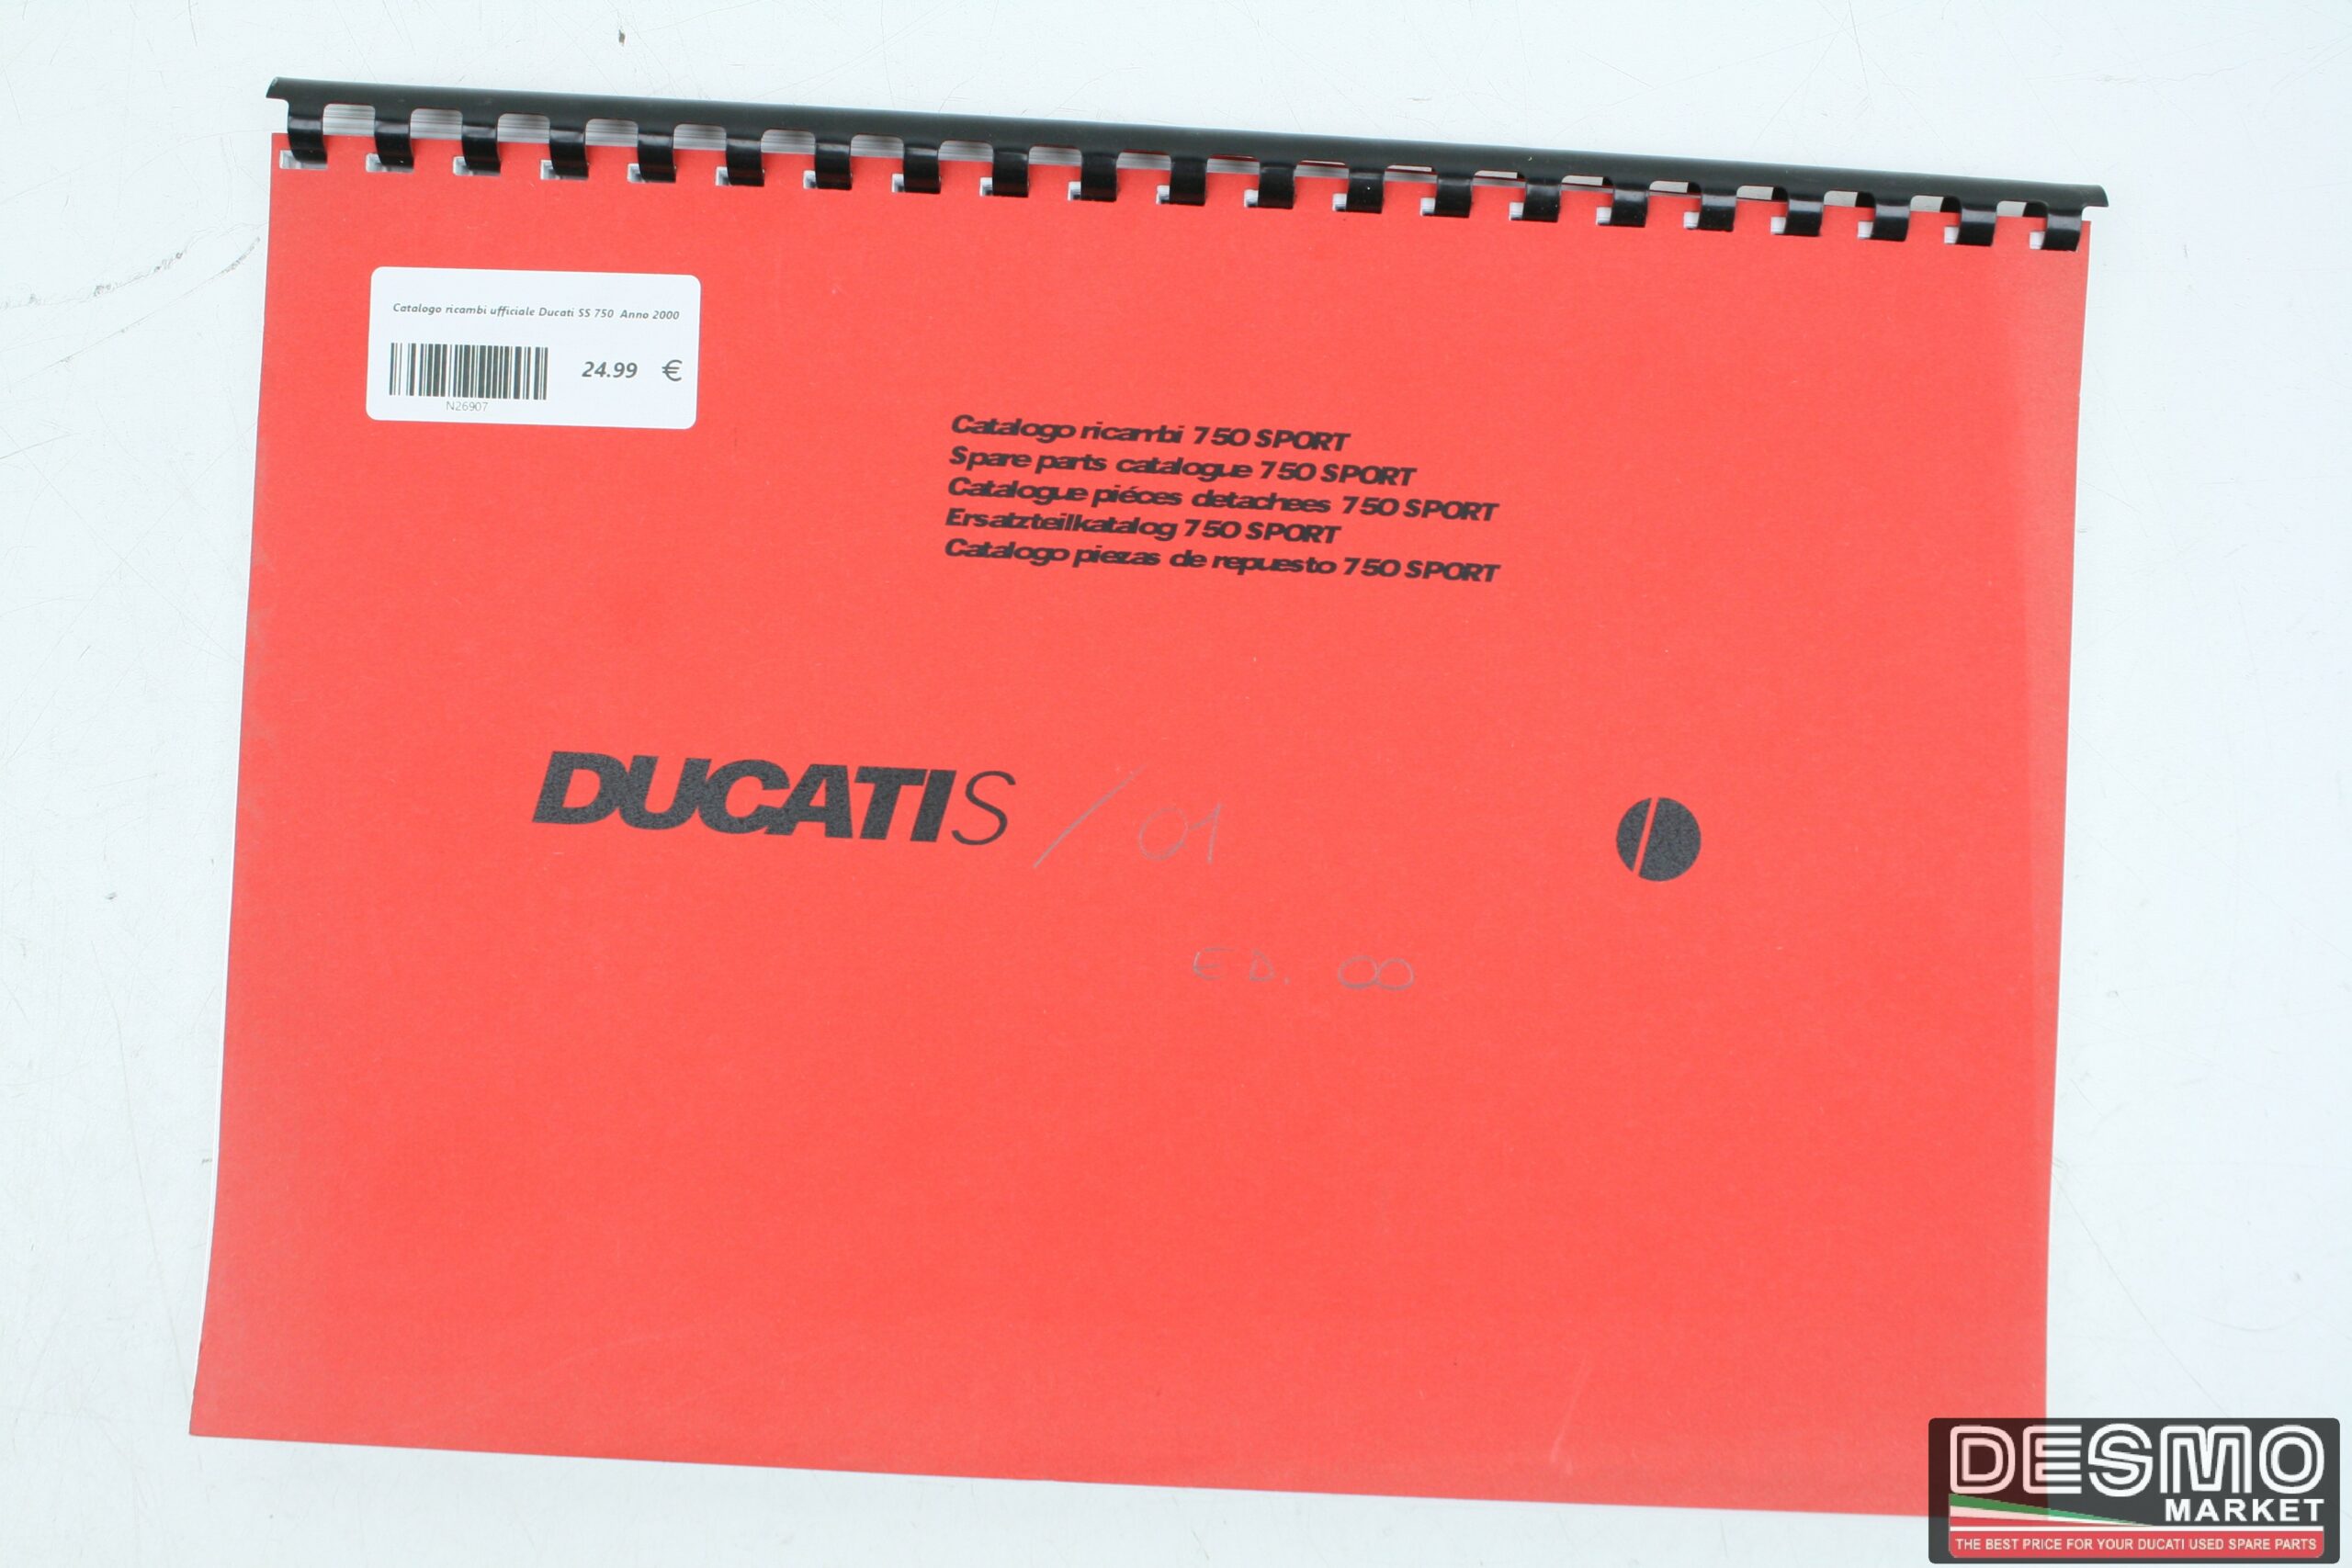 Catalogo ricambi ufficiale Ducati SS 750 Anno 2000
24.99 €
N26907
Catalogo ricambi 750 SPORT
Spare parts catalogue 750 SPORT
Catalogue piéces detachees 750 SPORT
Ersatzteilkatalog 750 SPORT
Catalogo piezas de repuesto 750 SPORT
DUCATI S / 01
ED. 00
DESMO
MARKET
THE BEST PRICE FOR YOUR DUCATI USED SPARE PARTS